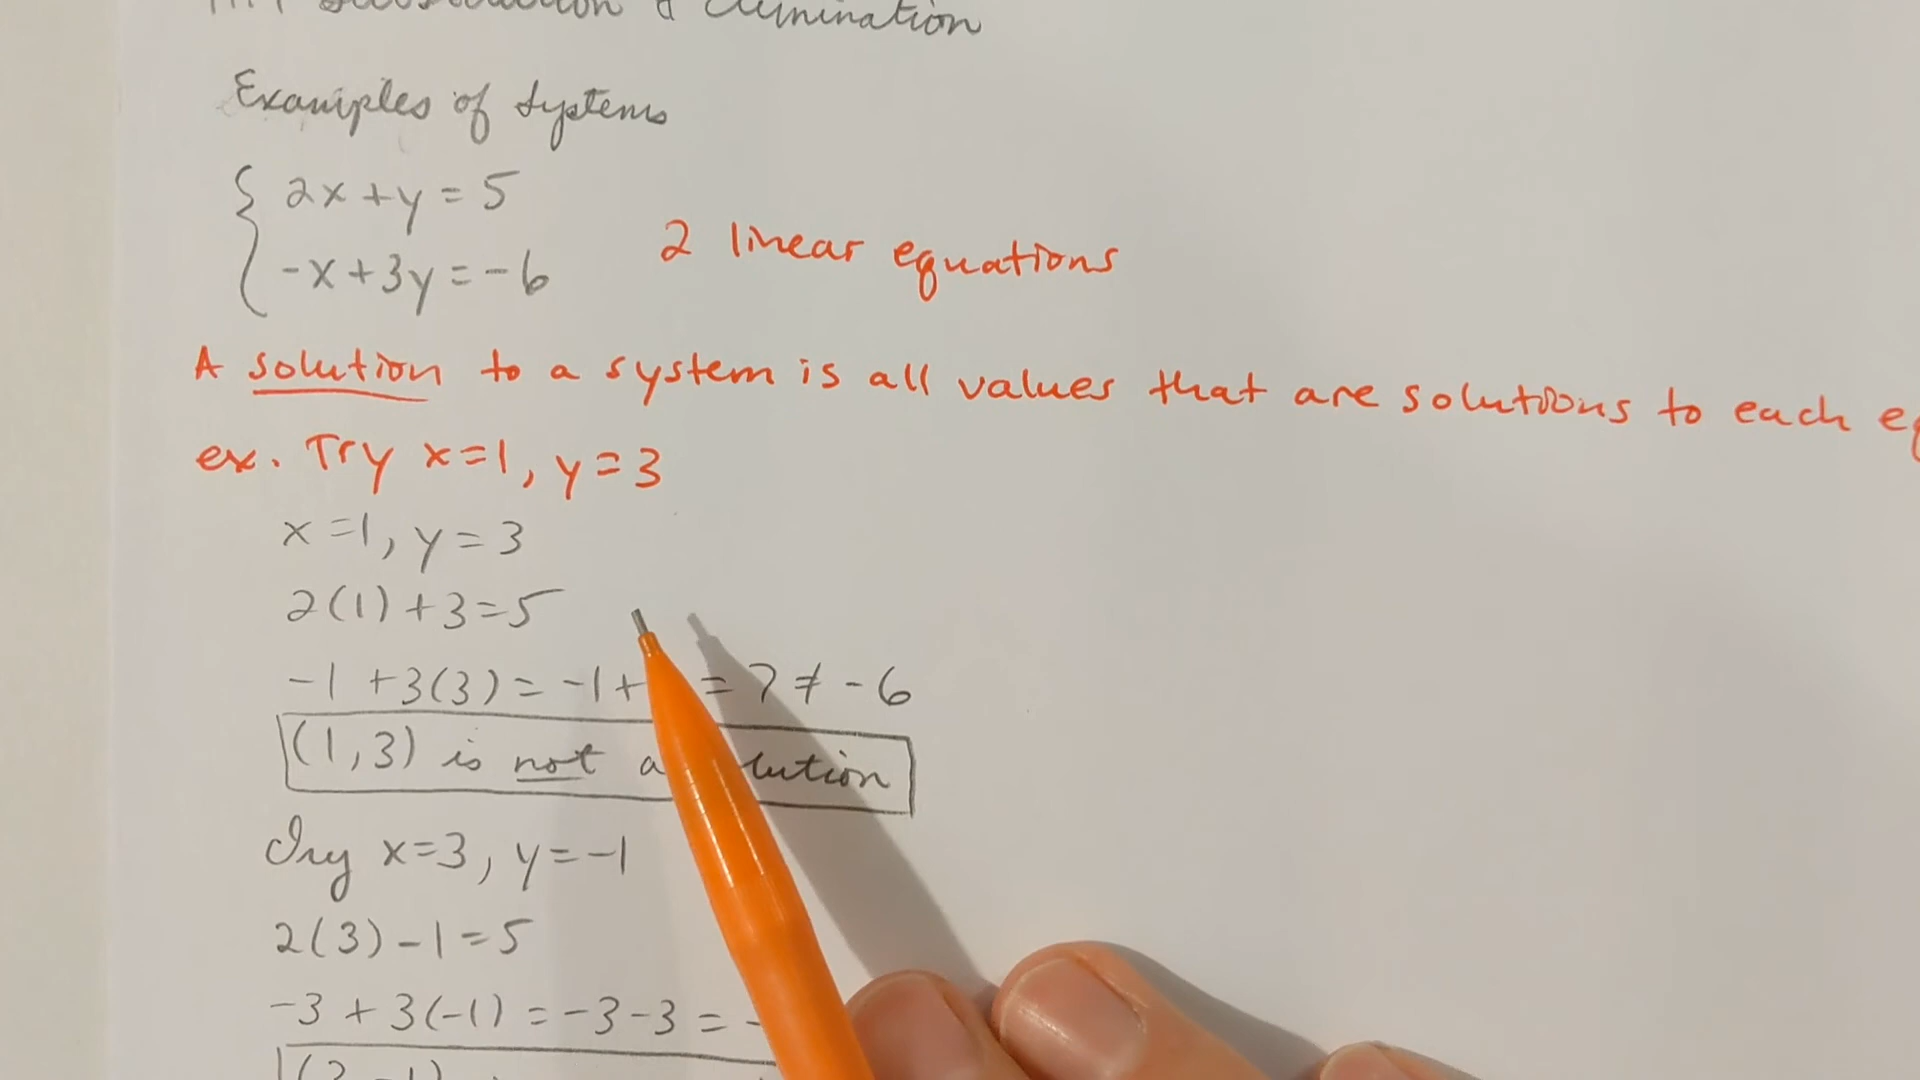 & Elimination
Examples of Systems
2x+y=5
-x+3y=-6
2 linear equations
A solution to a system is all values that are solutions to each
ex. Try x=1, y=3
x=1, y=3
2(1)+3=5
-1+3(3)=-1+ =7≠-6
(1,3) is not a
Try x=3, y=-1
2(3)-1=5
-3+3(-1)=-3-3=-